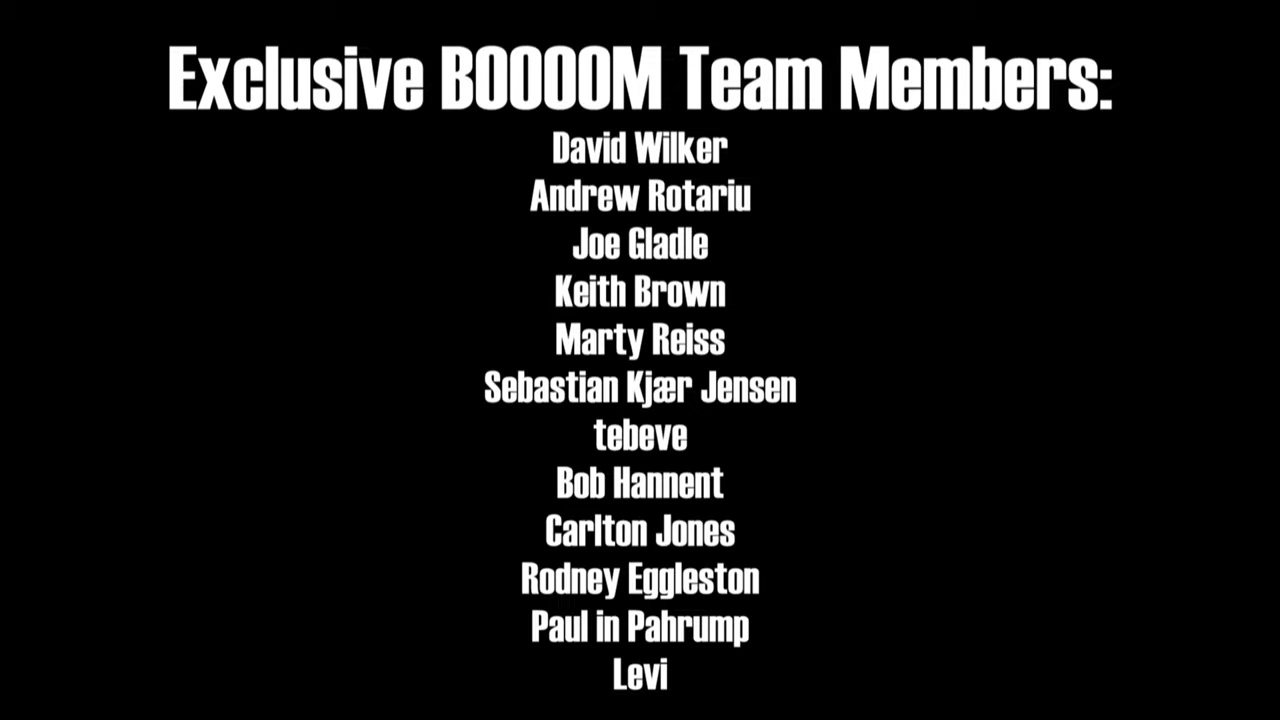 Exclusive BOOOOM Team Members:
David Wilker
Andrew Rotariu
Joe Gladle
Keith Brown
Marty Reiss
Sebastian Kjær Jensen
tebeve
Bob Hannent
Carlton Jones
Rodney Eggleston
Paul in Pahrump
Levi